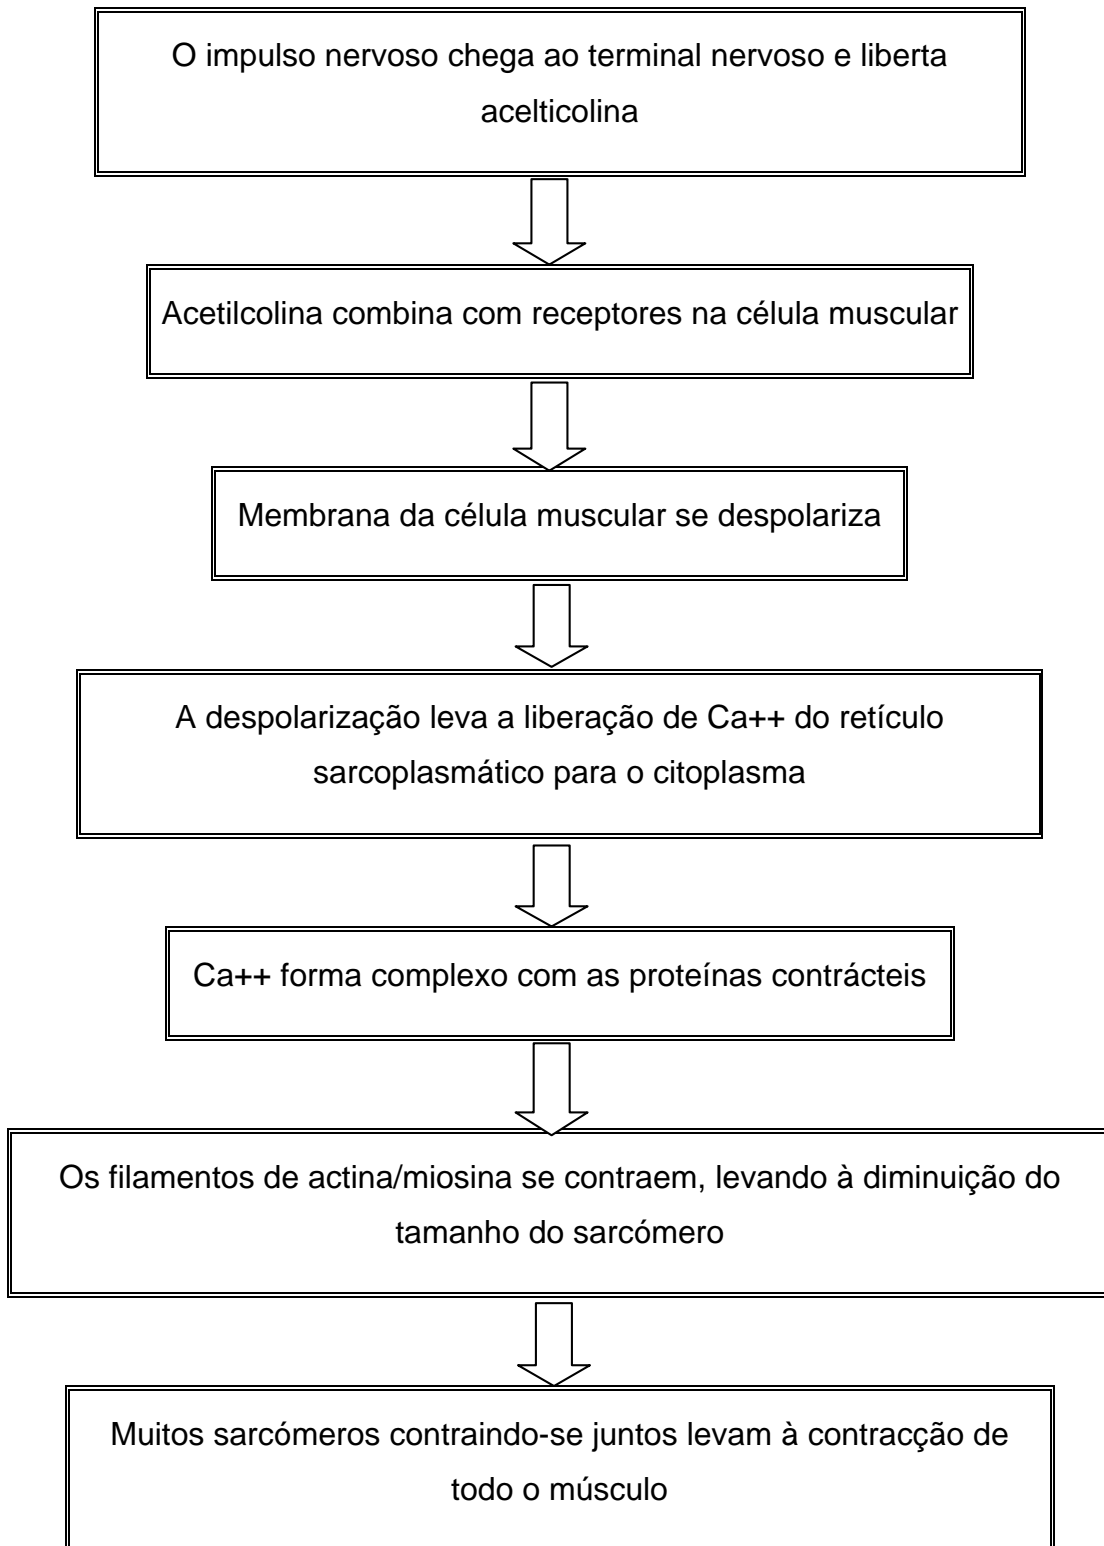 O impulso nervoso chega ao terminal nervoso e liberta
acelticolina
Acetilcolina combina com receptores na célula muscular
Membrana da célula muscular se despolariza
A despolarização leva a liberação de Ca++ do retículo
sarcoplasmático para o citoplasma
Ca++ forma complexo com as proteínas contrácteis
Os filamentos de actina/miosina se contraem, levando à diminuição do
tamanho do sarcómero
Muitos sarcómeros contraindo-se juntos levam à contracção de
todo o músculo